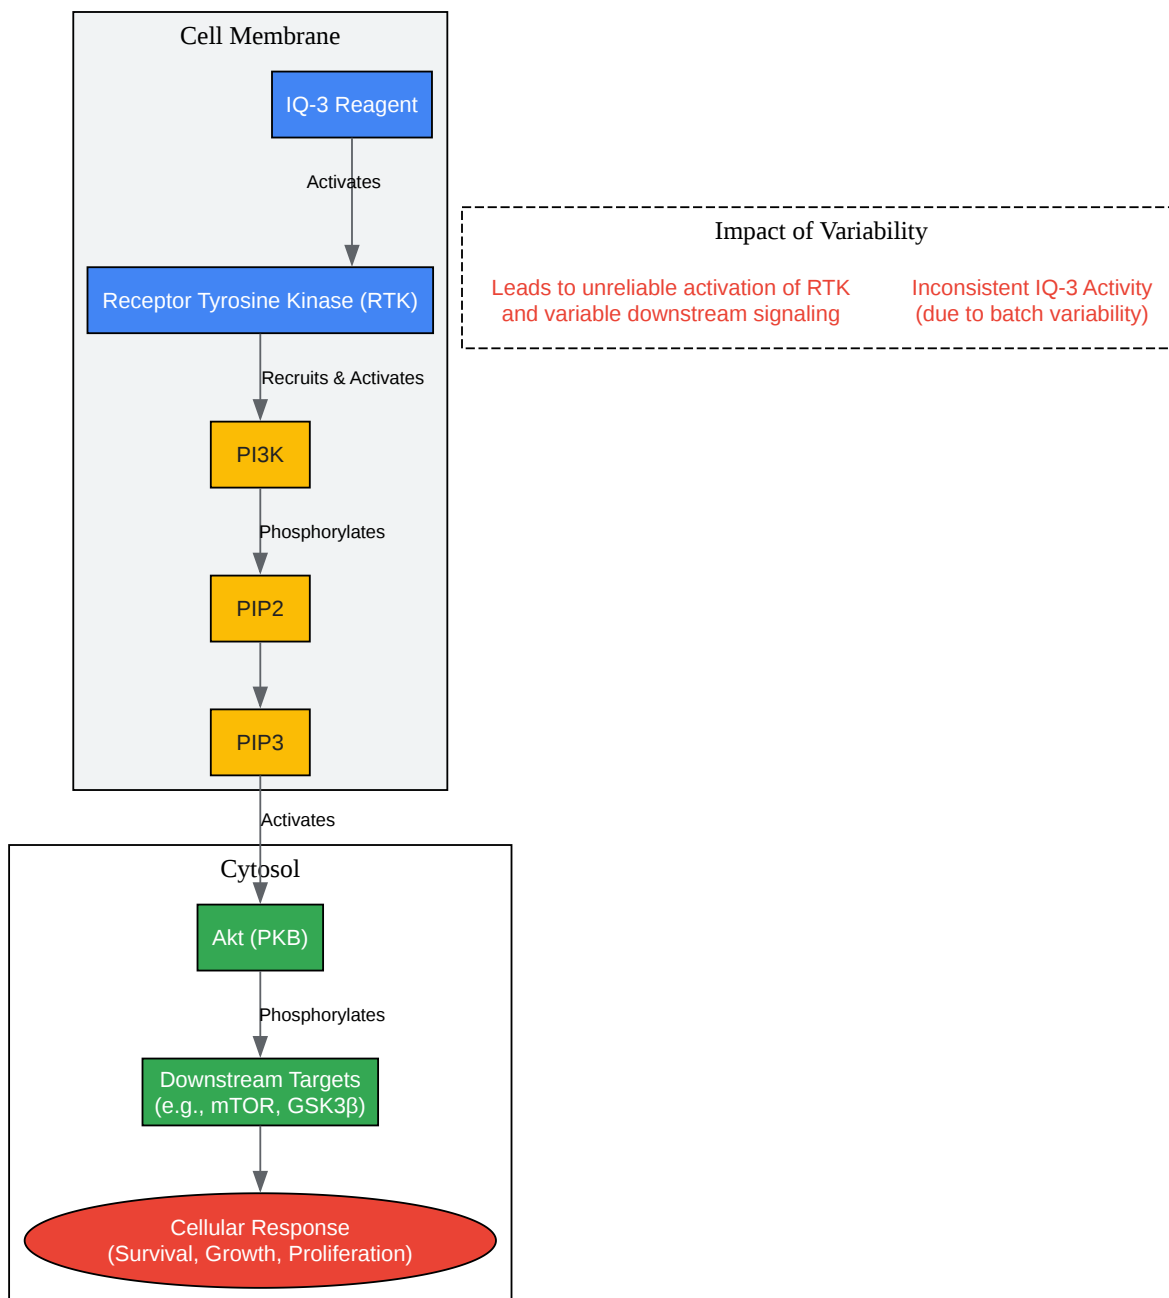 Cell Membrane
IQ-3 Reagent
Activates
Receptor Tyrosine Kinase (RTK)
Recruits & Activates
PI3K
Phosphorylates
PIP2
PIP3
Activates
Cytosol
Akt (PKB)
Phosphorylates
Downstream Targets
(e.g., mTOR, GSK3β)
Cellular Response
(Survival, Growth, Proliferation)
Impact of Variability
Leads to unreliable activation of RTK
and variable downstream signaling
Inconsistent IQ-3 Activity
(due to batch variability)